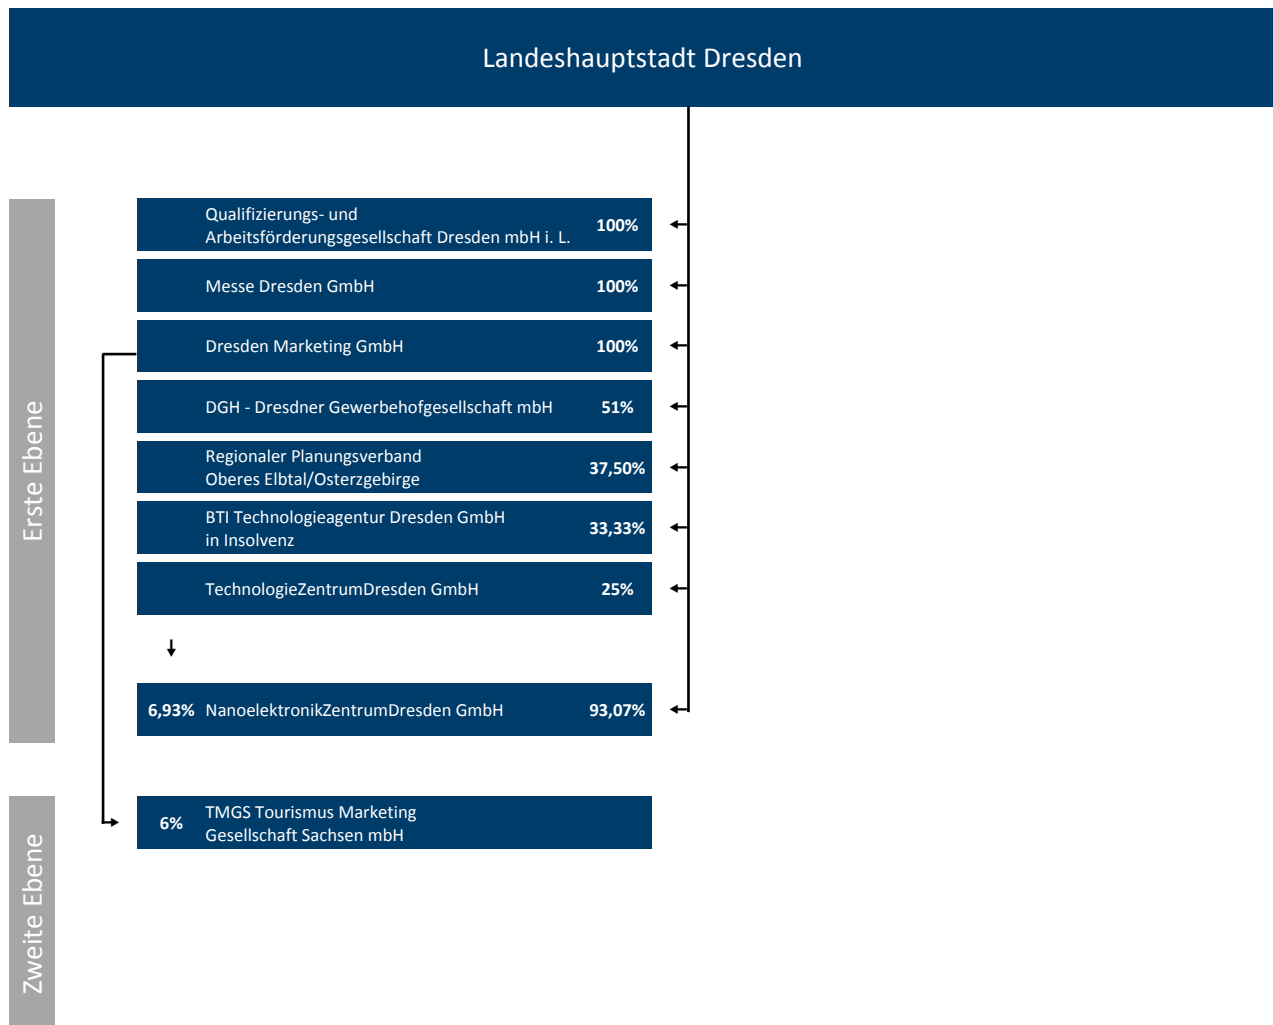 Landeshauptstadt Dresden
Erste Ebene
Qualifizierungs- und
Arbeitsförderungsgesellschaft Dresden mbH i. L.
100%
Messe Dresden GmbH
100%
Dresden Marketing GmbH
100%
DGH - Dresdner Gewerbehofgesellschaft mbH
51%
Regionaler Planungsverband
Oberes Elbtal/Osterzgebirge
37,50%
BTI Technologieagentur Dresden GmbH
in Insolvenz
33,33%
TechnologieZentrumDresden GmbH
25%
6,93%
NanoelektronikZentrumDresden GmbH
93,07%
Zweite Ebene
6%
TMGS Tourismus Marketing
Gesellschaft Sachsen mbH